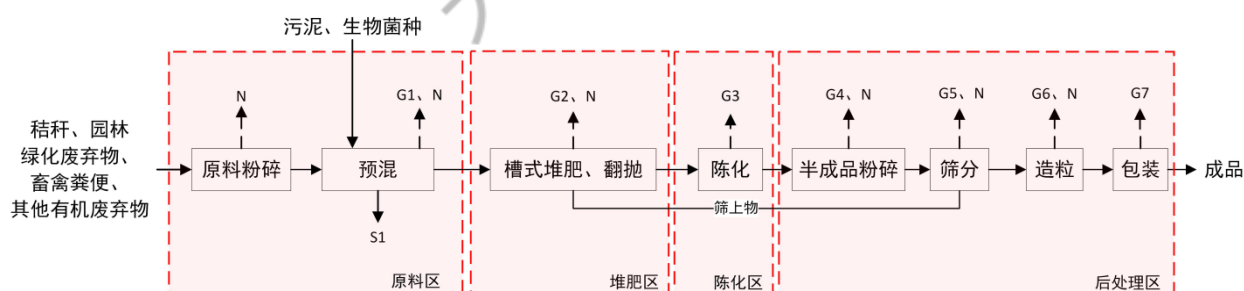 污泥、生物菌种
N
G1、N
G2、N
G3
G4、N
G5、N
G6、N
G7
秸秆、园林
绿化废弃物、
畜禽粪便、
其他有机废弃物
原料粉碎
预混
槽式堆肥、翻抛
陈化
半成品粉碎
筛分
造粒
包装
成品
筛上物
S1
原料区
堆肥区
陈化区
后处理区